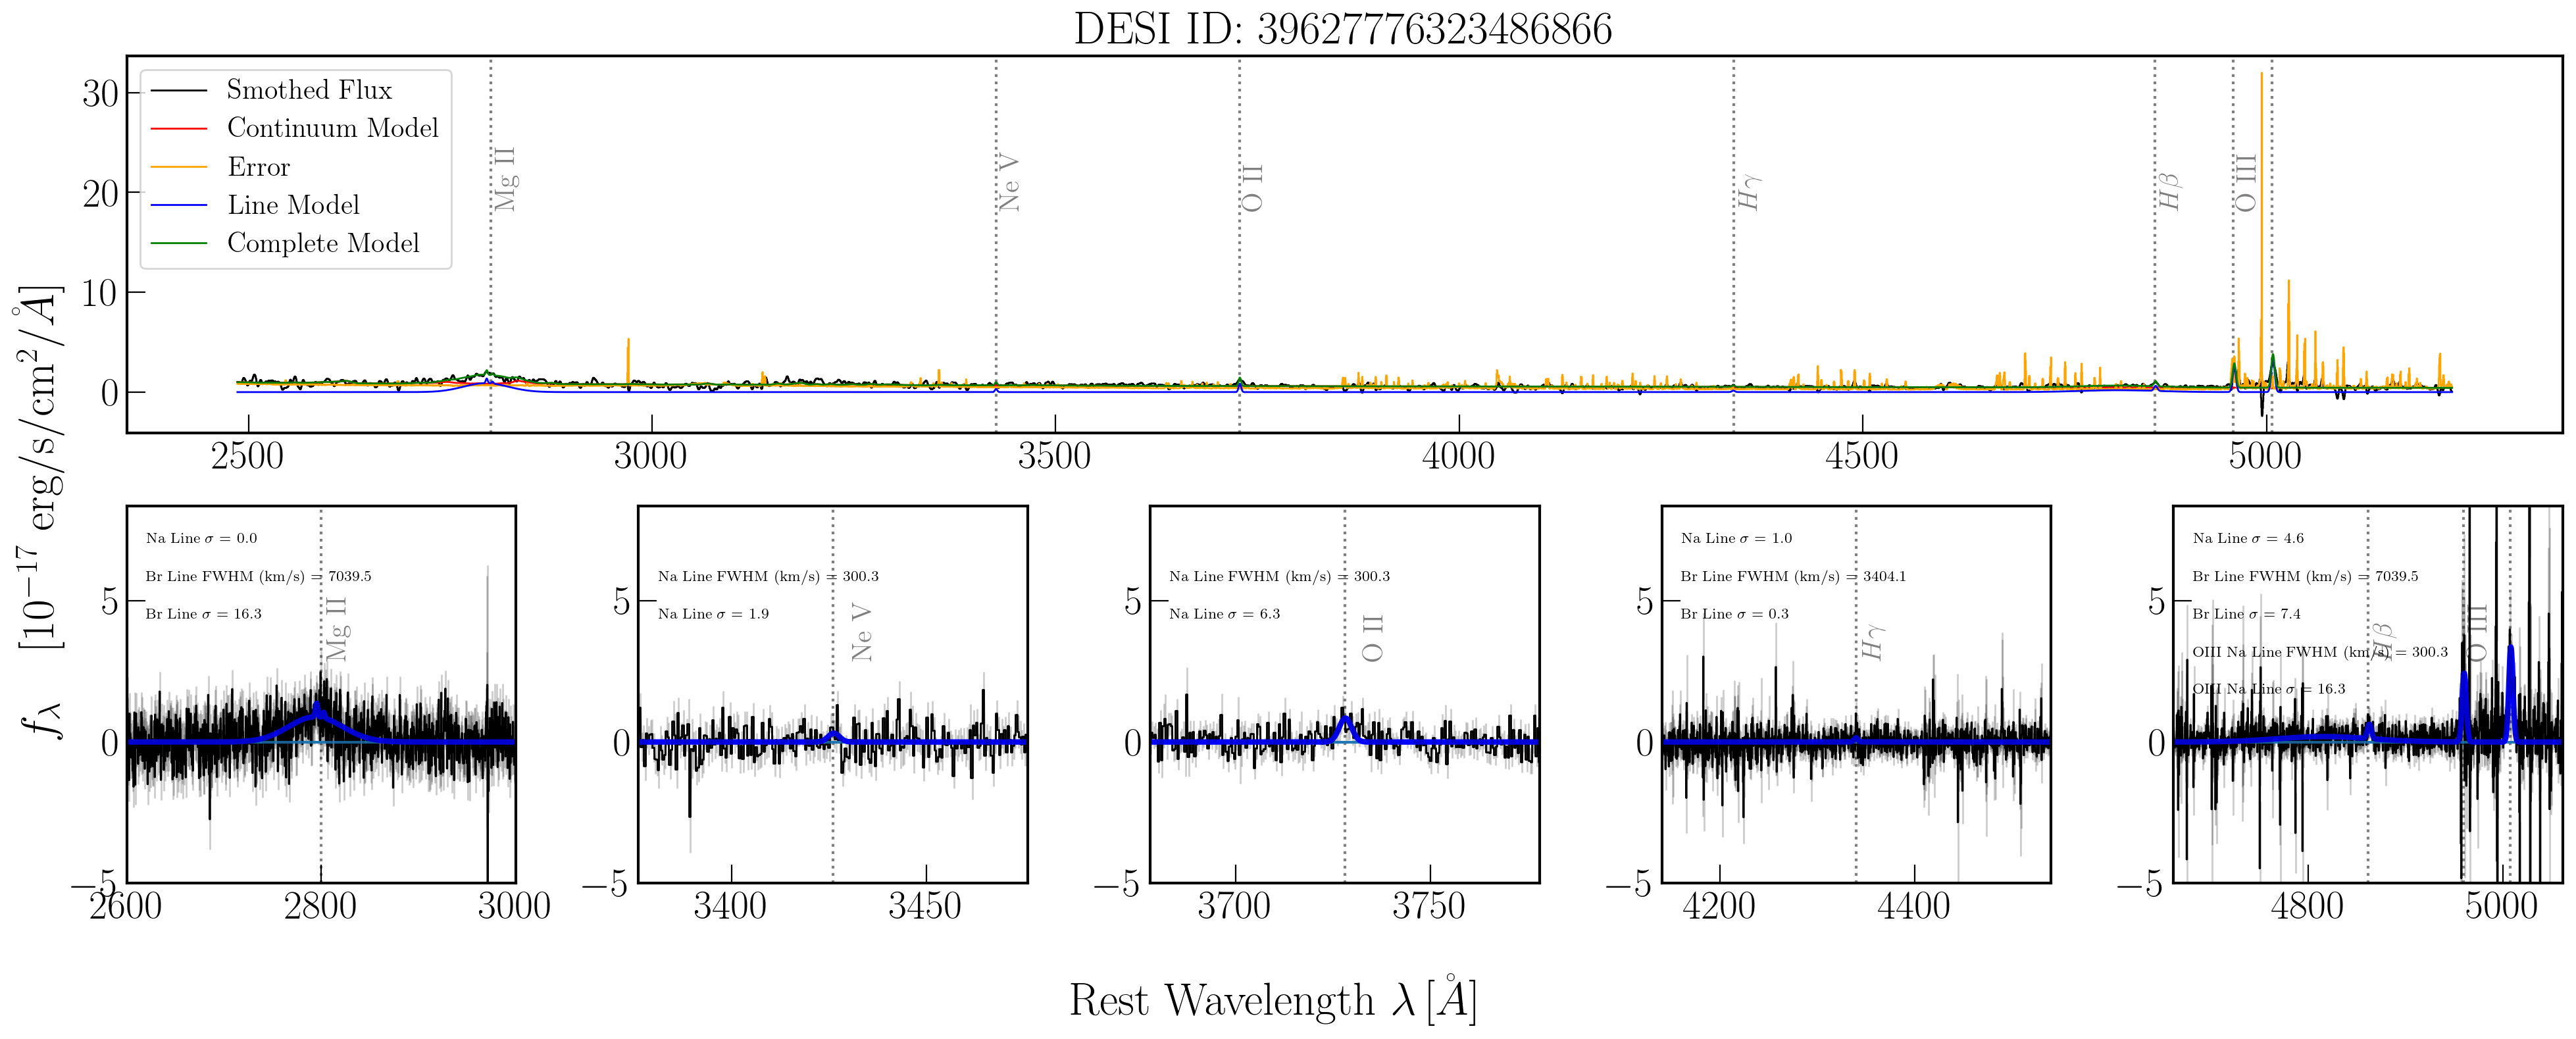 DESI ID: 39627776323486866
Smothed Flux
Continuum Model
Error
Line Model
Complete Model
Mg II
Ne V
O II
Hγ
Hβ
O III
30
20
10
0
2500
3000
3500
4000
4500
5000
f_λ [10^−17 erg/s/cm^2/Å]
Na Line σ = 0.0
Br Line FWHM (km/s) = 7039.5
Br Line σ = 16.3
Mg II
5
0
−5
2600
2800
3000
Na Line FWHM (km/s) = 300.3
Na Line σ = 1.9
Ne V
5
0
−5
3400
3450
Na Line FWHM (km/s) = 300.3
Na Line σ = 6.3
O II
5
0
−5
3700
3750
Na Line σ = 1.0
Br Line FWHM (km/s) = 3404.1
Br Line σ = 0.3
Hγ
5
0
−5
4200
4400
Na Line σ = 4.6
Br Line FWHM (km/s) = 7039.5
Br Line σ = 7.4
OIII Na Line FWHM (km/s) = 300.3
OIII Na Line σ = 16.3
Hβ
O III
5
0
−5
4800
5000
Rest Wavelength λ [Å]